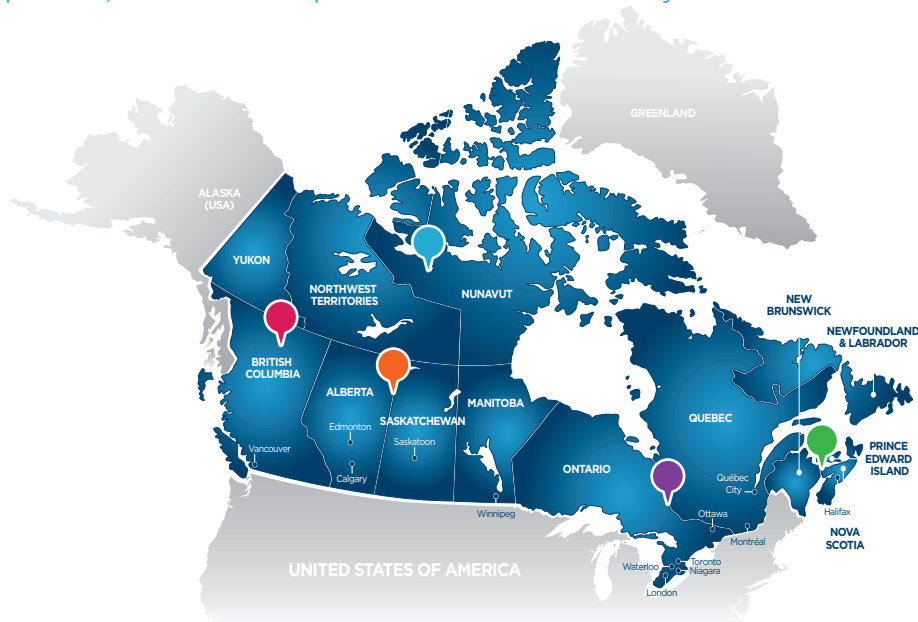 GREENLAND
ALASKA
(USA)
YUKON
NORTHWEST
TERRITORIES
NUNAVUT
NEW
BRUNSWICK
NEWFOUNDLAND
& LABRADOR
BRITISH
COLUMBIA
ALBERTA
SASKATCHEWAN
MANITOBA
QUEBEC
ONTARIO
PRINCE
EDWARD
ISLAND
Edmonton
Saskatoon
Vancouver
Calgary
Winnipeg
Québec
City
Ottawa
Montréal
Halifax
NOVA
SCOTIA
Waterloo
Toronto
Niagara
London
UNITED STATES OF AMERICA